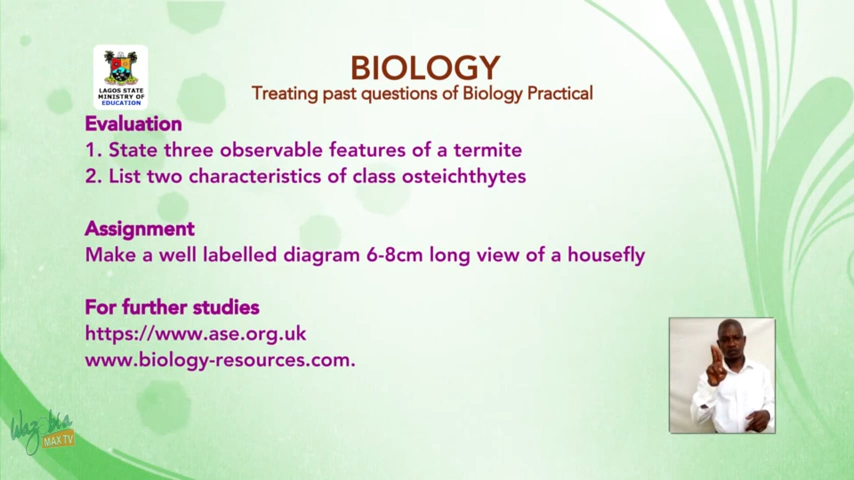 BIOLOGY
Treating past questions of Biology Practical
LAGOS STATE
MINISTRY OF
EDUCATION
Evaluation
1. State three observable features of a termite
2. List two characteristics of class osteichthytes
Assignment
Make a well labelled diagram 6-8cm long view of a housefly
For further studies
https://www.ase.org.uk
www.biology-resources.com.
Waz bia
MAX TV